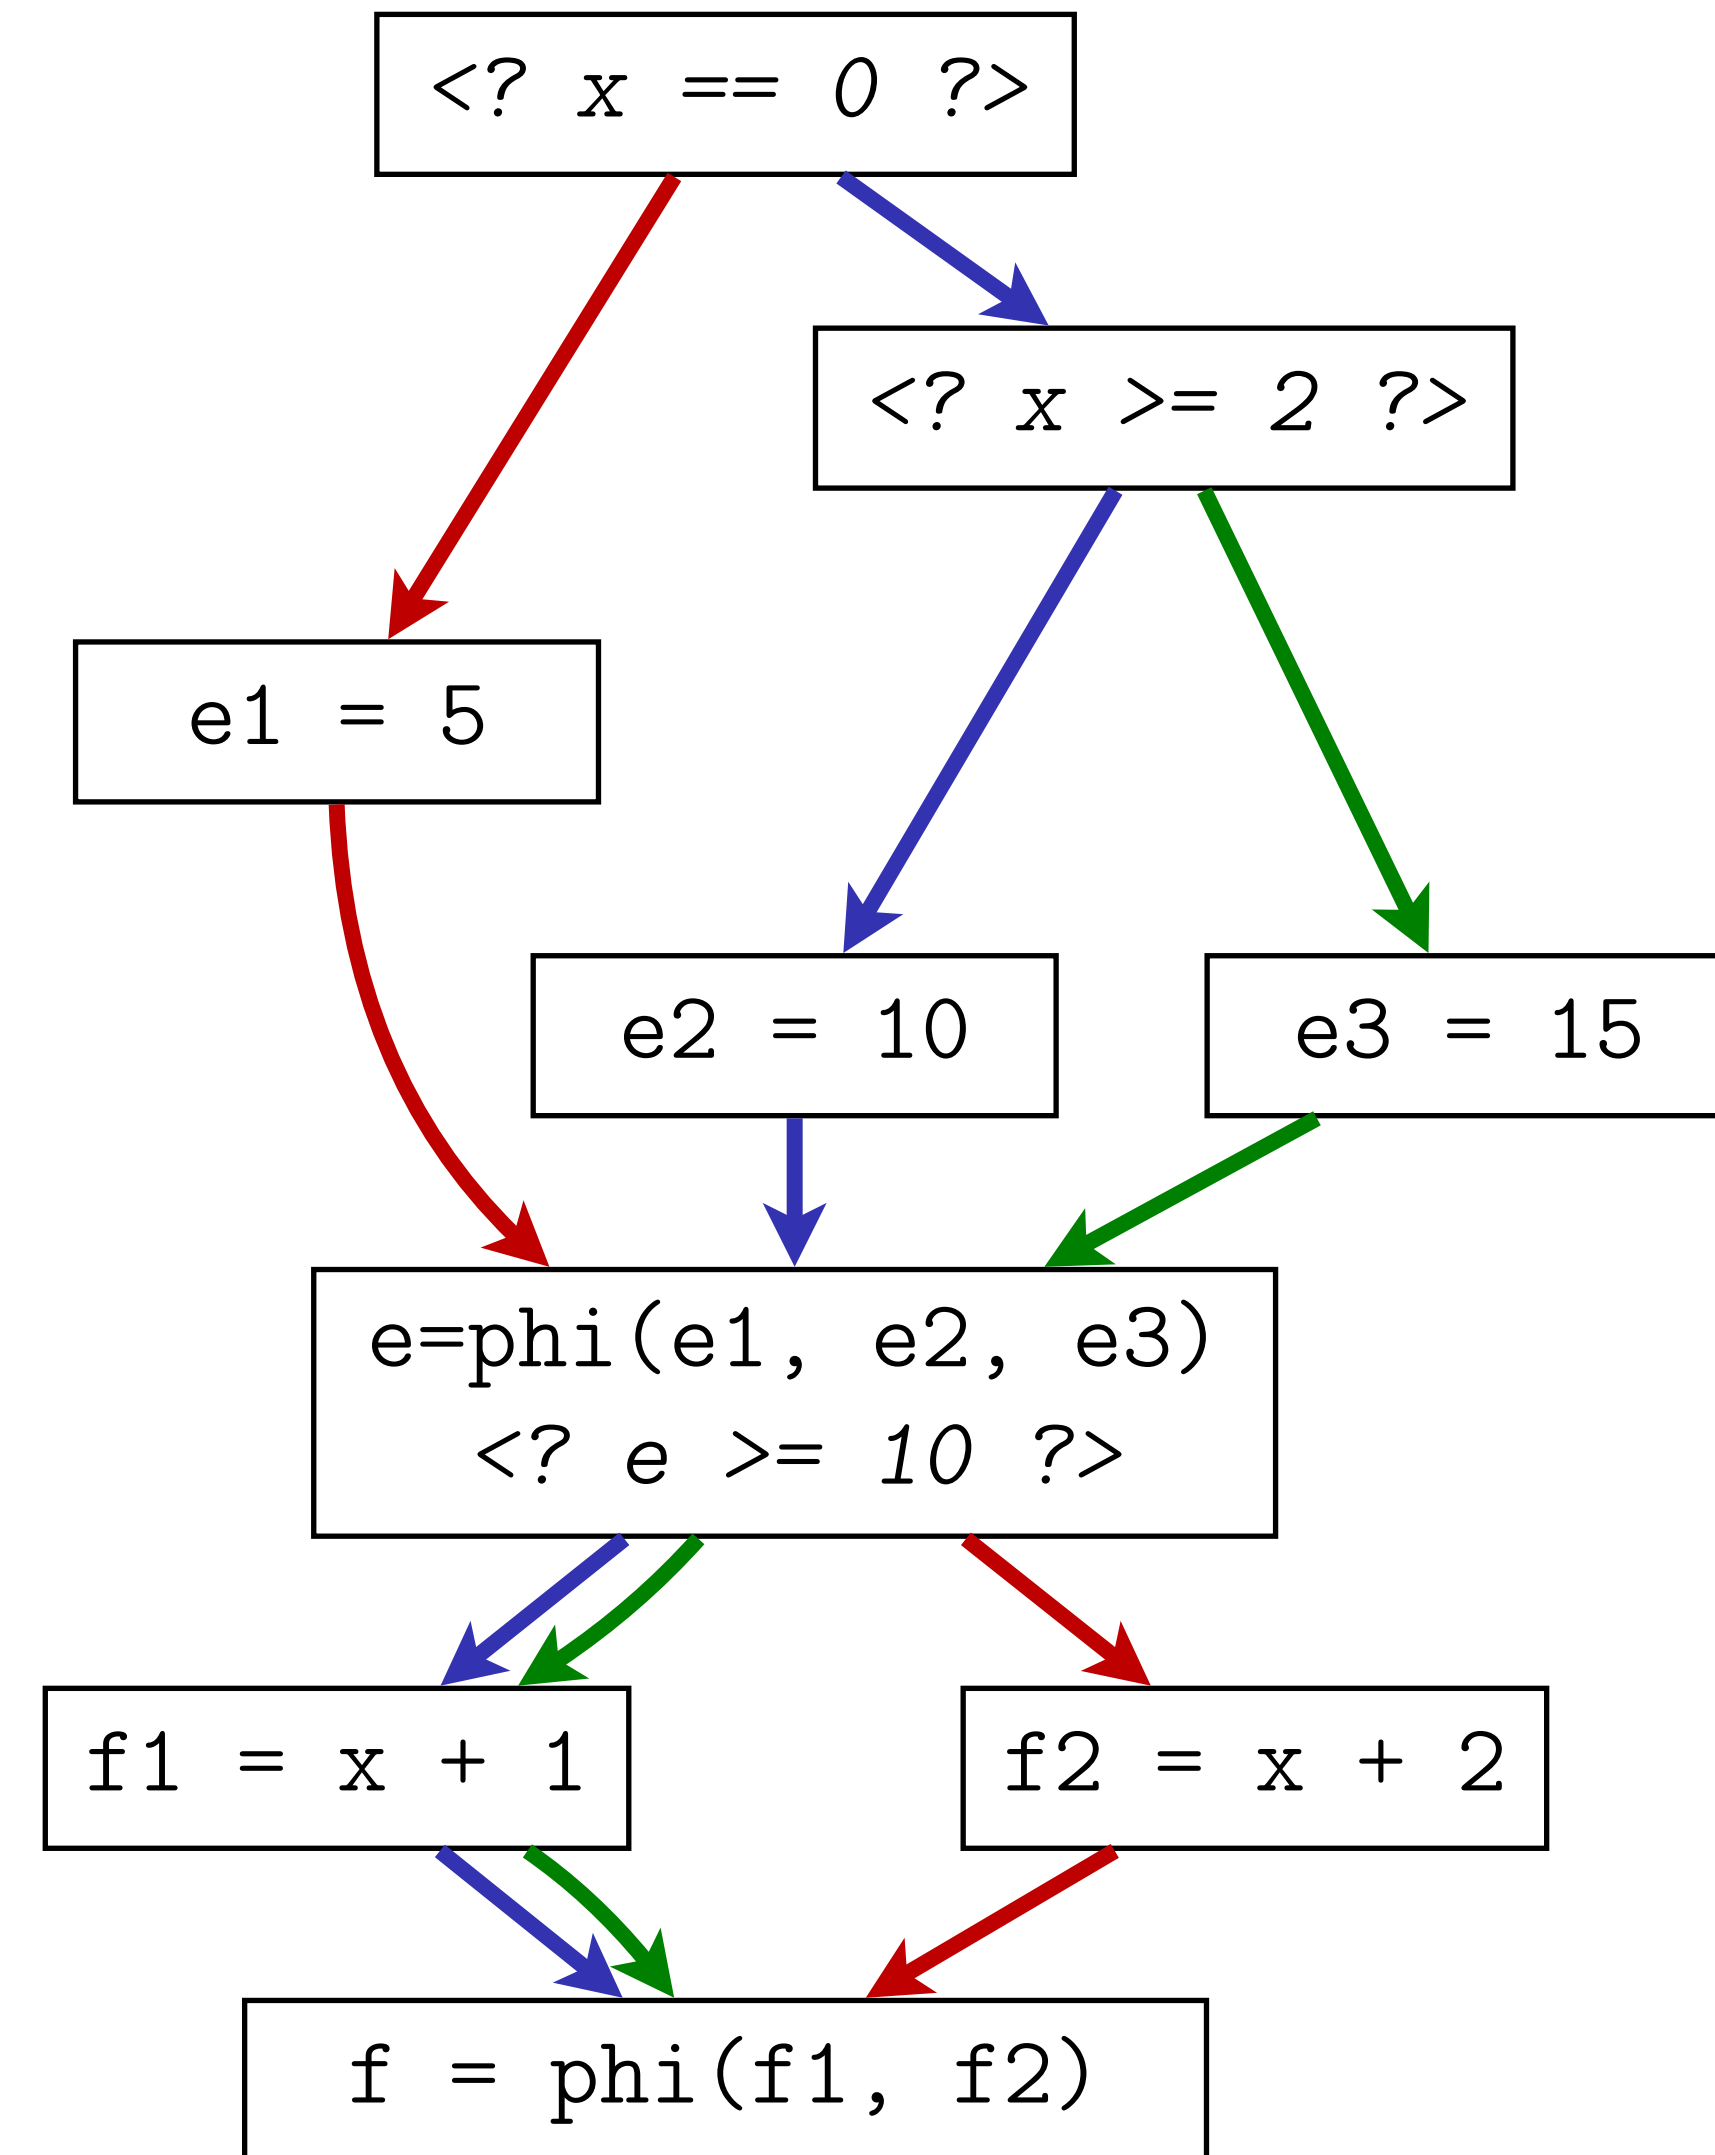 <? x == 0 ?>
<? x >= 2 ?>
e1 = 5
e2 = 10
e3 = 15
e=phi(e1, e2, e3)
<? e >= 10 ?>
f1 = x + 1
f2 = x + 2
f = phi(f1, f2)